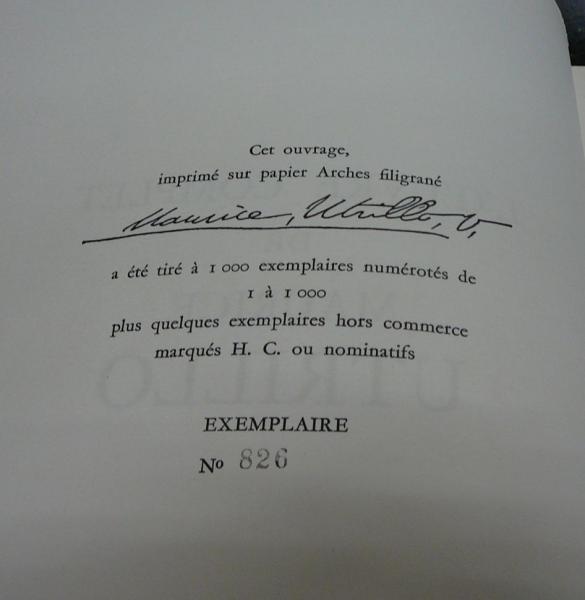 Cet ouvrage,
imprimé sur papier Arches filigrané
Maurice, Utrillo, V,
a été tiré à 1 000 exemplaires numérotés de
1 à 1 000
plus quelques exemplaires hors commerce
marqués H. C. ou nominatifs
EXEMPLAIRE
No 826